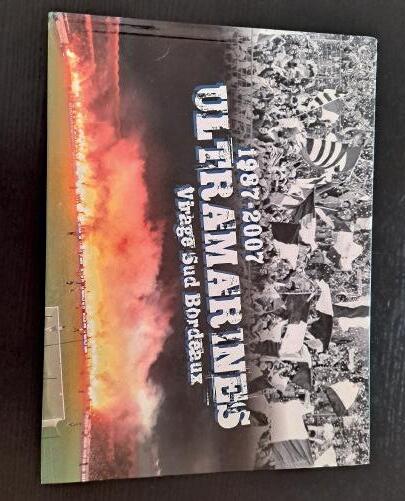 1987-2007
ULTRAMARINES
Virage Sud Bordeaux